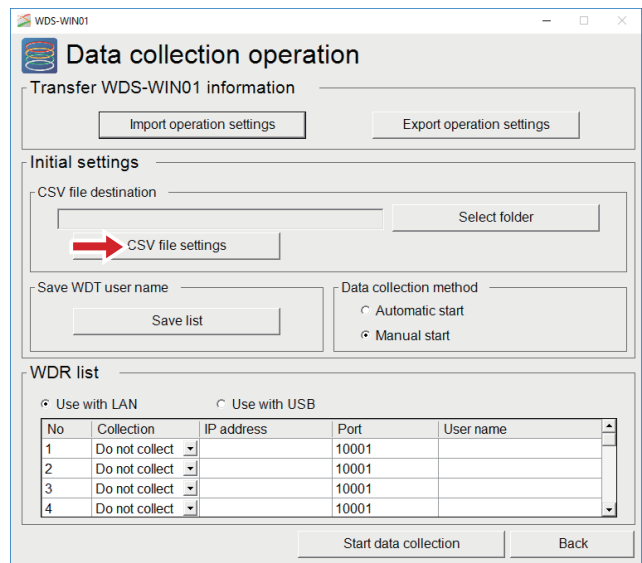 WDS-WIN01
Data collection operation
Transfer WDS-WIN01 information
Import operation settings Export operation settings
Initial settings
CSV file destination
Select folder
CSV file settings
Save WDT user name Data collection method
Automatic start
Save list
Manual start
WDR list
Use with LAN Use with USB
No Collection IP address Port User name
1 Do not collect 10001
2 Do not collect 10001
3 Do not collect 10001
4 Do not collect 10001
Start data collection Back